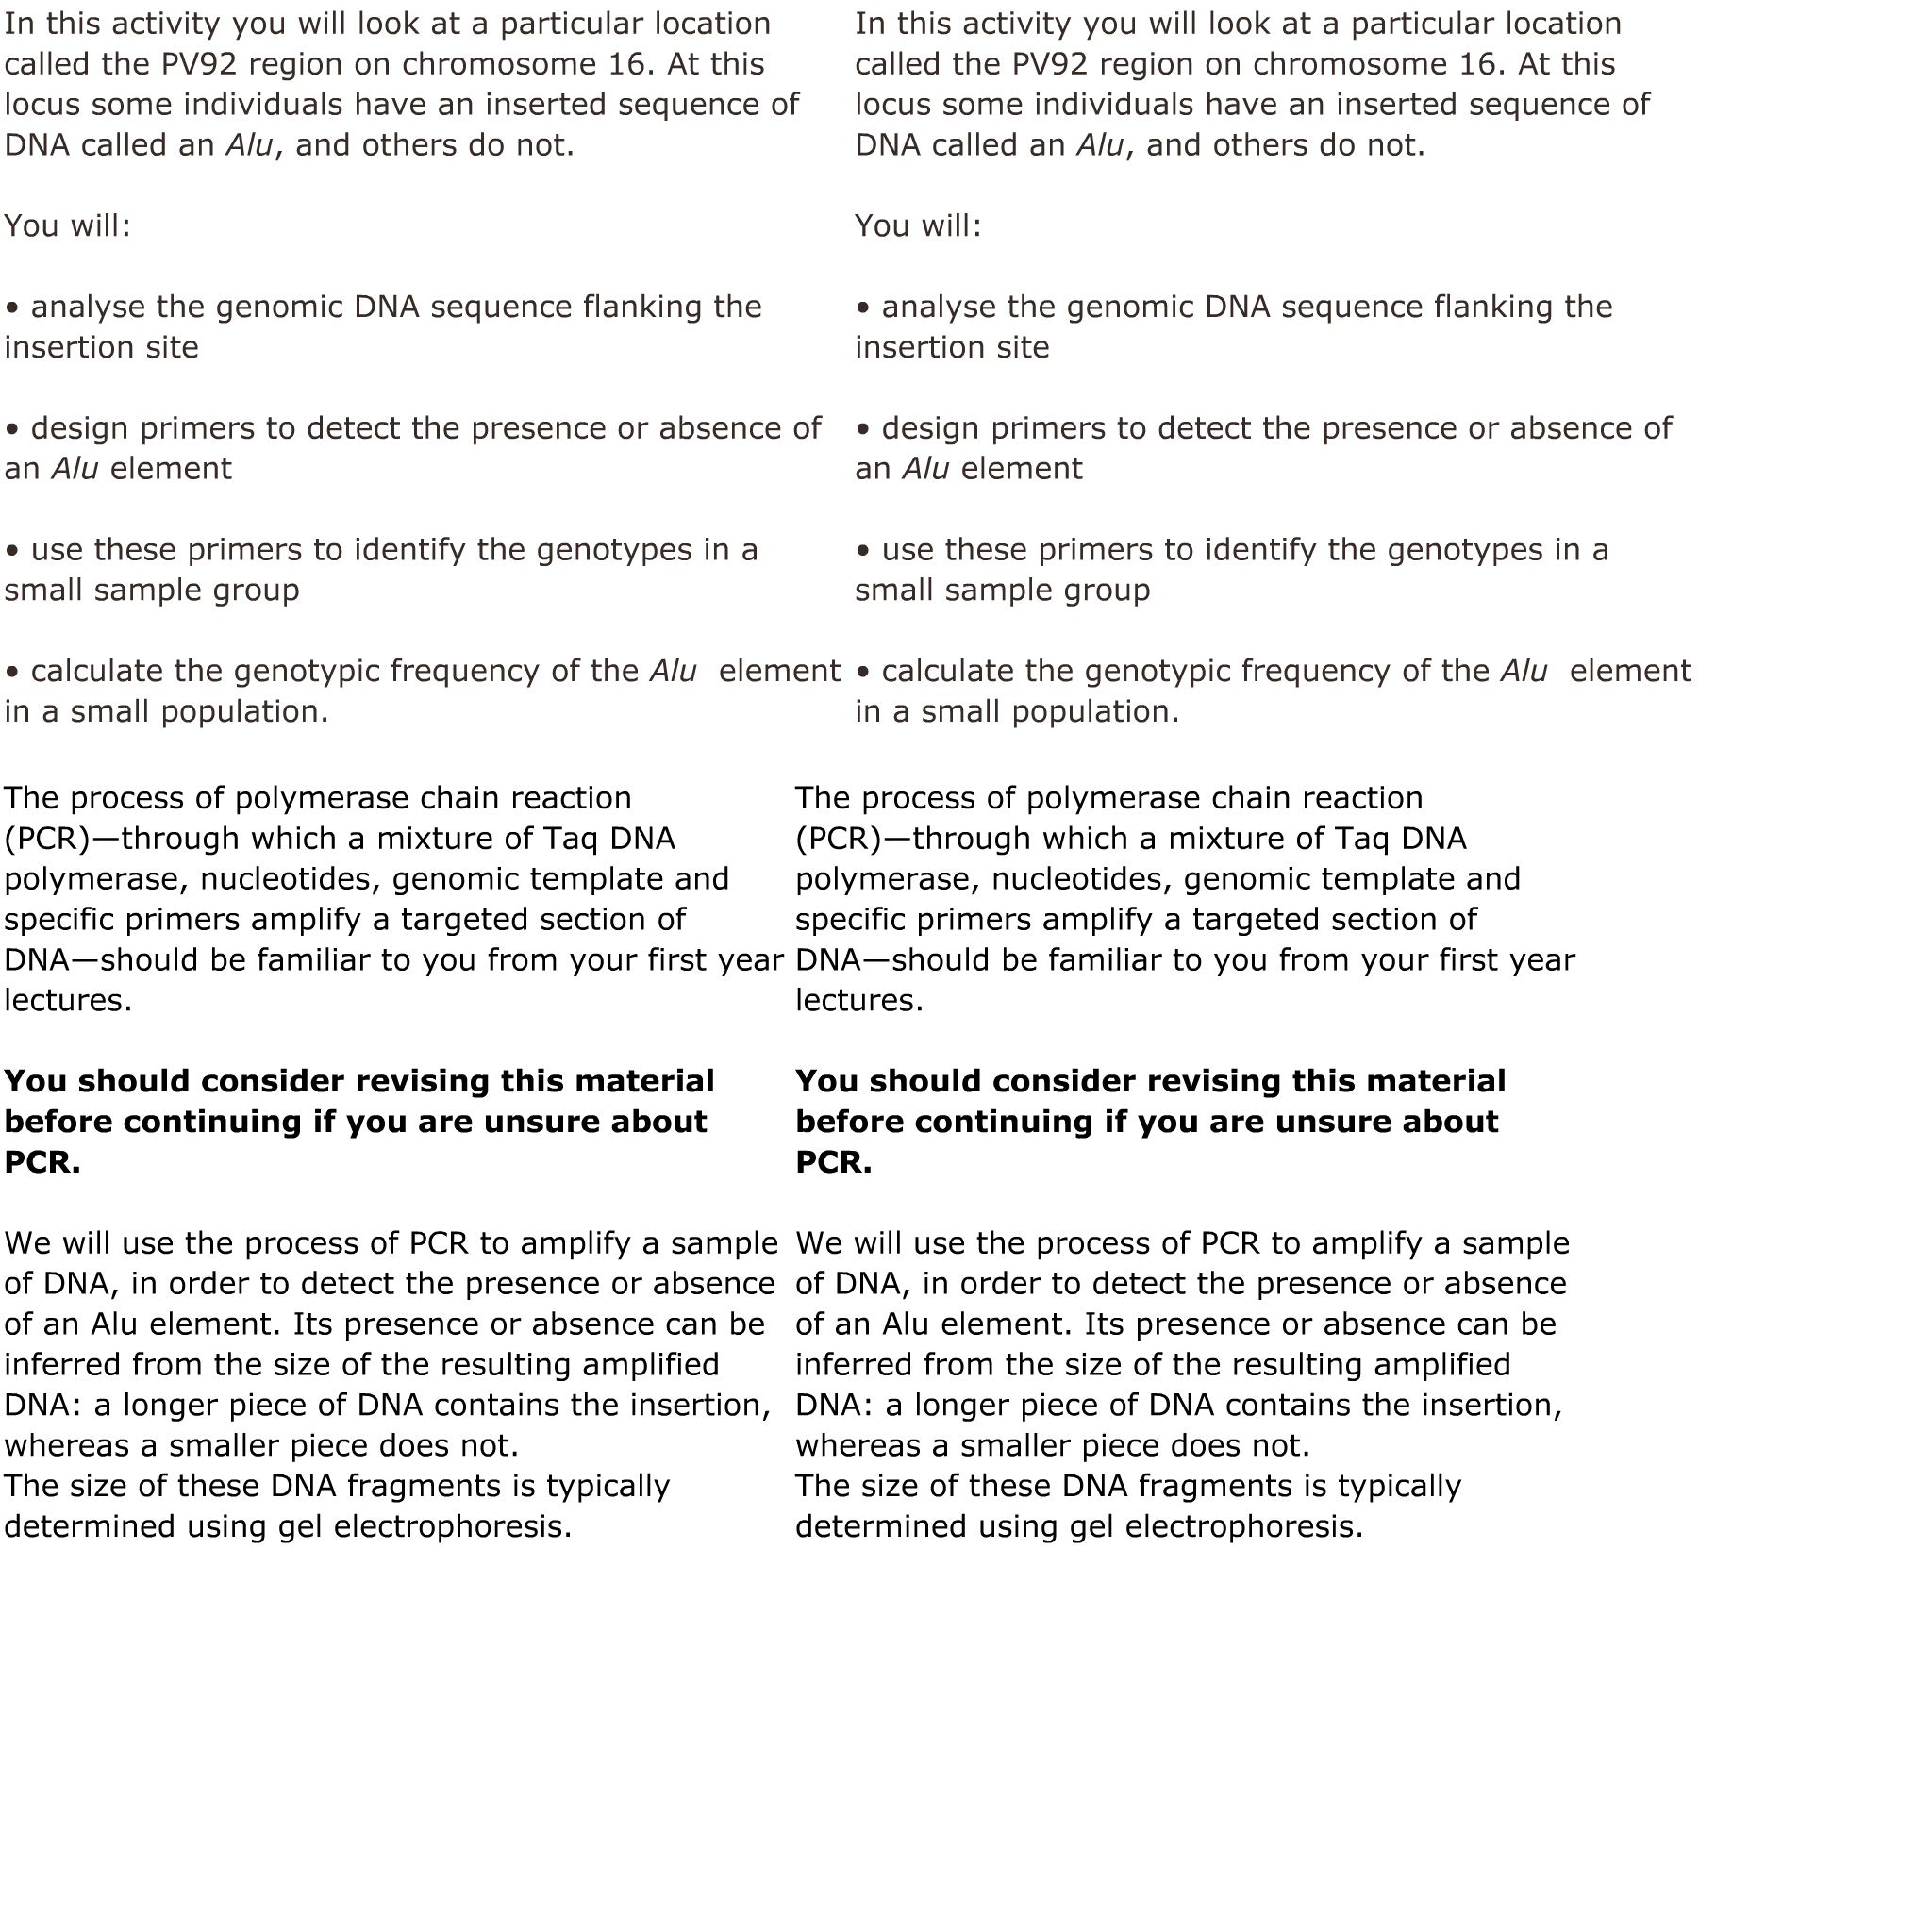 In this activity you will look at a particular location
called the PV92 region on chromosome 16. At this
locus some individuals have an inserted sequence of
DNA called an Alu, and others do not.
You will:
• analyse the genomic DNA sequence flanking the
insertion site
• design primers to detect the presence or absence of
an Alu element
• use these primers to identify the genotypes in a
small sample group
• calculate the genotypic frequency of the Alu  element
in a small population.
In this activity you will look at a particular location
called the PV92 region on chromosome 16. At this
locus some individuals have an inserted sequence of
DNA called an Alu, and others do not.
You will:
• analyse the genomic DNA sequence flanking the
insertion site
• design primers to detect the presence or absence of
an Alu element
• use these primers to identify the genotypes in a
small sample group
• calculate the genotypic frequency of the Alu  element
in a small population.
The process of polymerase chain reaction
(PCR)—through which a mixture of Taq DNA
polymerase, nucleotides, genomic template and
specific primers amplify a targeted section of
DNA—should be familiar to you from your first year
lectures.
You should consider revising this material
before continuing if you are unsure about
PCR.
We will use the process of PCR to amplify a sample
of DNA, in order to detect the presence or absence
of an Alu element. Its presence or absence can be
inferred from the size of the resulting amplified
DNA: a longer piece of DNA contains the insertion,
whereas a smaller piece does not.
The size of these DNA fragments is typically
determined using gel electrophoresis.
The process of polymerase chain reaction
(PCR)—through which a mixture of Taq DNA
polymerase, nucleotides, genomic template and
specific primers amplify a targeted section of
DNA—should be familiar to you from your first year
lectures.
You should consider revising this material
before continuing if you are unsure about
PCR.
We will use the process of PCR to amplify a sample
of DNA, in order to detect the presence or absence
of an Alu element. Its presence or absence can be
inferred from the size of the resulting amplified
DNA: a longer piece of DNA contains the insertion,
whereas a smaller piece does not.
The size of these DNA fragments is typically
determined using gel electrophoresis.